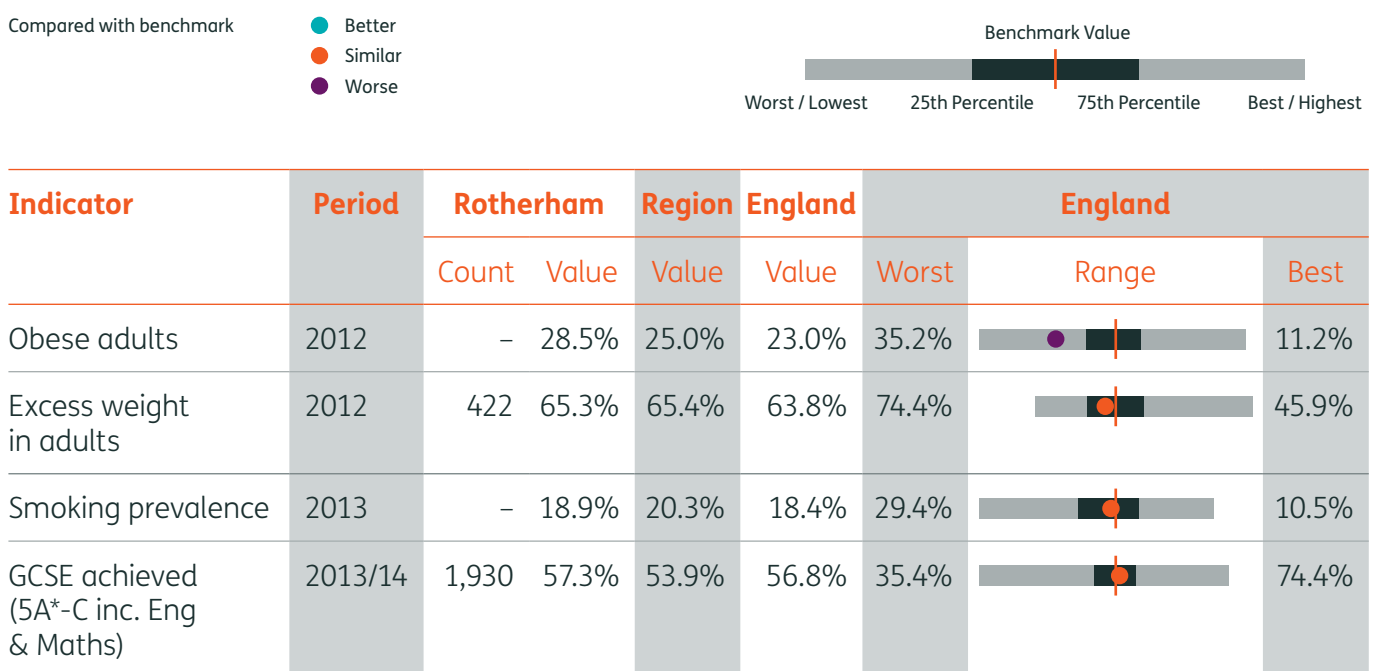 Compared with benchmark
Better
Similar
Worse
Benchmark Value
Worst / Lowest 25th Percentile 75th Percentile Best / Highest
Indicator Period Rotherham Region England England
Count Value Value Value Worst Range Best
Obese adults 2012 – 28.5% 25.0% 23.0% 35.2% 11.2%
Excess weight 2012 422 65.3% 65.4% 63.8% 74.4% 45.9%
in adults
Smoking prevalence 2013 – 18.9% 20.3% 18.4% 29.4% 10.5%
GCSE achieved 2013/14 1,930 57.3% 53.9% 56.8% 35.4% 74.4%
(5A*-C inc. Eng
& Maths)